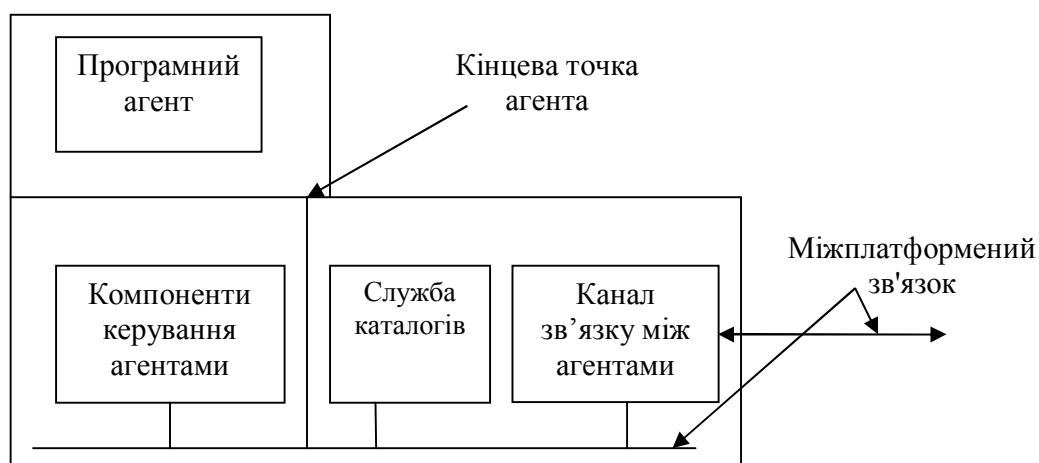 Програмний
агент
Кінцева точка
агента
Міжплатформений
зв'язок
Компоненти
керування
агентами
Служба
каталогів
Канал
зв’язку між
агентами